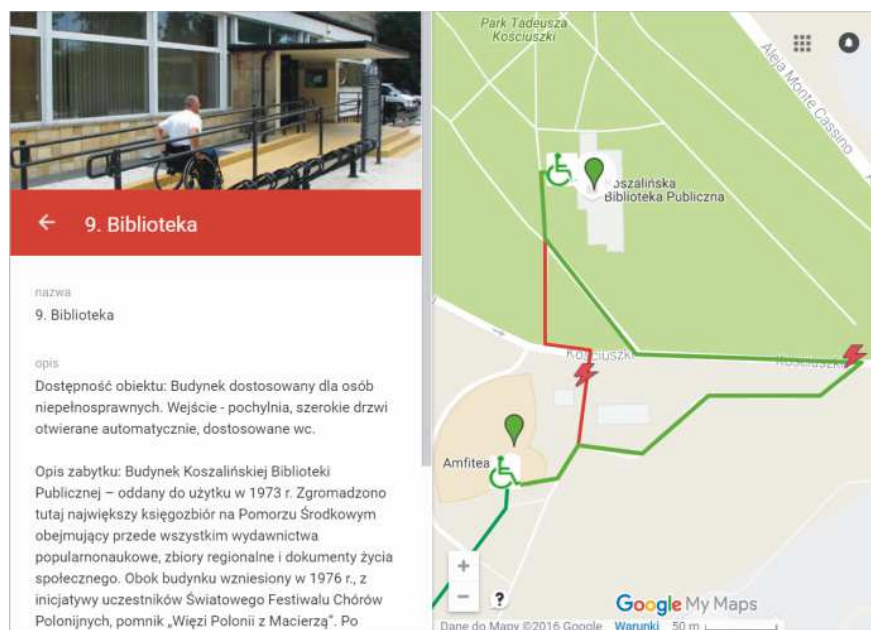 9. Biblioteka
nazwa
9. Biblioteka
opis
Dostępność obiektu: Budynek dostosowany dla osób
niepełnosprawnych. Wejście - pochylnia, szerokie drzwi
otwierane automatycznie, dostosowane wc.
Opis zabytku: Budynek Koszalińskiej Biblioteki
Publicznej – oddany do użytku w 1973 r. Zgromadzono
tutaj największy księgozbiór na Pomorzu Środkowym
obejmujący przede wszystkim wydawnictwa
popularnonaukowe, zbiory regionalne i dokumenty życia
społecznego. Obok budynku wzniesiony w 1976 r., z
inicjatywy uczestników Światowego Festiwalu Chórów
Polonijnych, pomnik „Więzi Polonii z Macierzą". Po
Park Tadeusza
Kościuszki
Aleja Monte Cassino
Koszalińska
Biblioteka Publiczna
Kościuszki
Kościuszki
Amfitea
+
−
?
Google My Maps
Dane do Mapy ©2016 Google Warunki 50 m